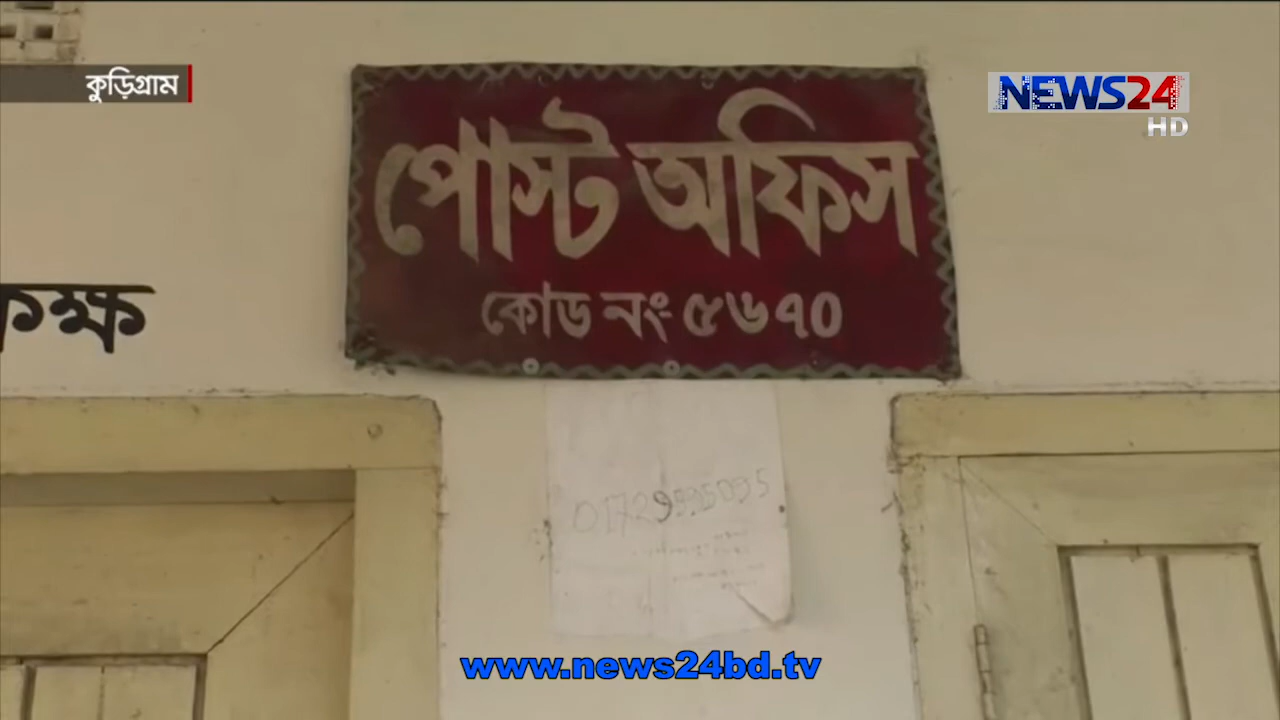 কুড়িগ্রাম
NEWS24
HD
পোস্ট অফিস
কক্ষ
কোড নং- ৫৬৭০
www.news24bd.tv